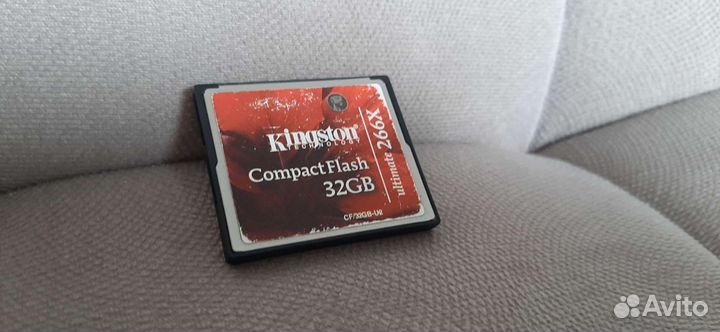 Kingston
TECHNOLOGY
CompactFlash
32GB
ultimate 266X
CF/32GB-U2
Avito